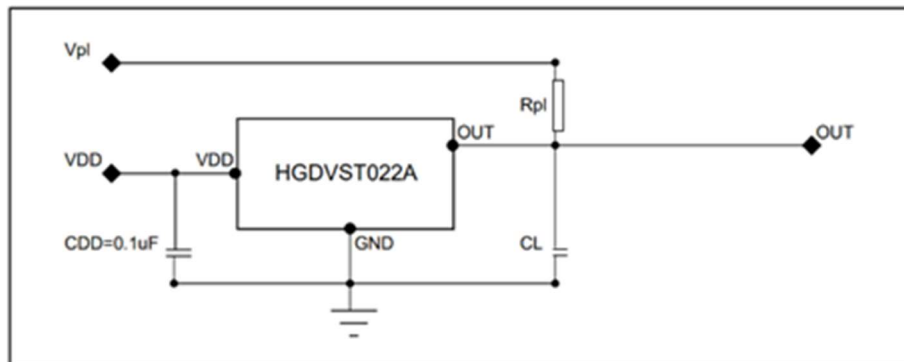 Vpl
Rpl
OUT
OUT
VDD
VDD
HGDVST022A
CDD=0.1uF
GND
CL